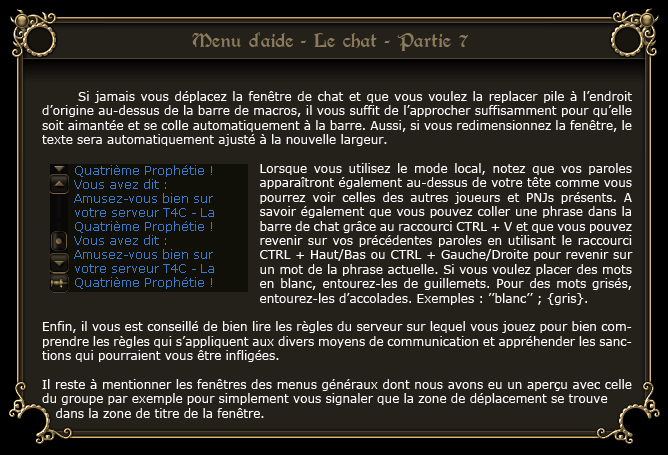 Menu d'aide - Le chat - Partie 7
Si jamais vous déplacez la fenêtre de chat et que vous voulez la replacer pile à l'endroit
d'origine au-dessus de la barre de macros, il vous suffit de l'approcher suffisamment pour qu'elle
soit aimantée et se colle automatiquement à la barre. Aussi, si vous redimensionnez la fenêtre, le
texte sera automatiquement ajusté à la nouvelle largeur.
Quatrième Prophétie !
Vous avez dit :
Amusez-vous bien sur
votre serveur T4C - La
Quatrième Prophétie !
Vous avez dit :
Amusez-vous bien sur
votre serveur T4C - La
Quatrième Prophétie !
Lorsque vous utilisez le mode local, notez que vos paroles
apparaîtront également au-dessus de votre tête comme vous
pourrez voir celles des autres joueurs et PNJs présents. A
savoir également que vous pouvez coller une phrase dans la
barre de chat grâce au raccourci CTRL + V et que vous pouvez
revenir sur vos précédentes paroles en utilisant le raccourci
CTRL + Haut/Bas ou CTRL + Gauche/Droite pour revenir sur
un mot de la phrase actuelle. Si vous voulez placer des mots
en blanc, entourez-les de guillemets. Pour des mots grisés,
entourez-les d'accolades. Exemples : ”blanc” ; {gris}.
Enfin, il vous est conseillé de bien lire les règles du serveur sur lequel vous jouez pour bien com-
prendre les règles qui s'appliquent aux divers moyens de communication et appréhender les sanc-
tions qui pourraient vous être infligées.
Il reste à mentionner les fenêtres des menus généraux dont nous avons eu un aperçu avec celle
du groupe par exemple pour simplement vous signaler que la zone de déplacement se trouve
dans la zone de titre de la fenêtre.